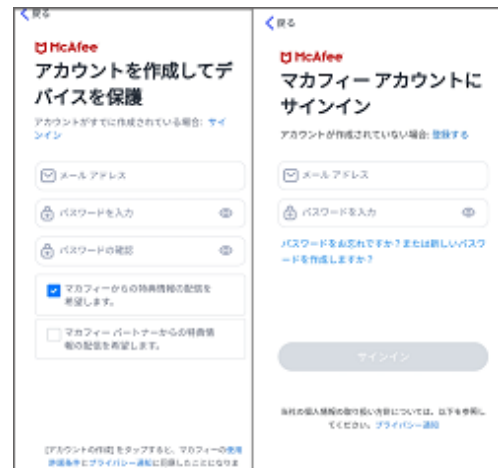 戻る
McAfee
アカウントを作成してデ
バイスを保護
アカウントがすでに作成されている場合: サイ
ンイン
メール アドレス
パスワードを入力
パスワードの確認
マカフィーからの特典情報の配信を
希望します。
マカフィー パートナーからの特典情
報の配信を希望します。
[アカウントの作成] をタップすると、マカフィーの使用
許諾条件とプライバシー通知に同意したことになりま
戻る
McAfee
マカフィー アカウントに
サインイン
アカウントが作成されていない場合: 登録する
メール アドレス
パスワードを入力
パスワードをお忘れですか？または新しいパスワ
ードを作成しますか？
サインイン
当社の個人情報の取り扱い方針については、以下を参照し
てください。プライバシー通知